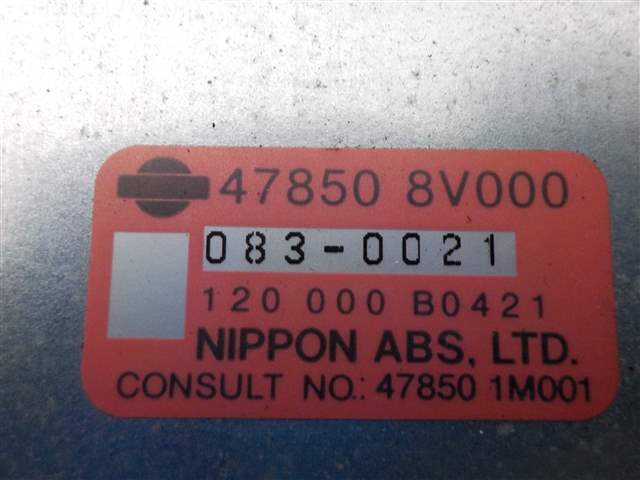 47850 8V000
083-0021
120 000 B0421
NIPPON ABS, LTD.
CONSULT NO.: 47850 1M001